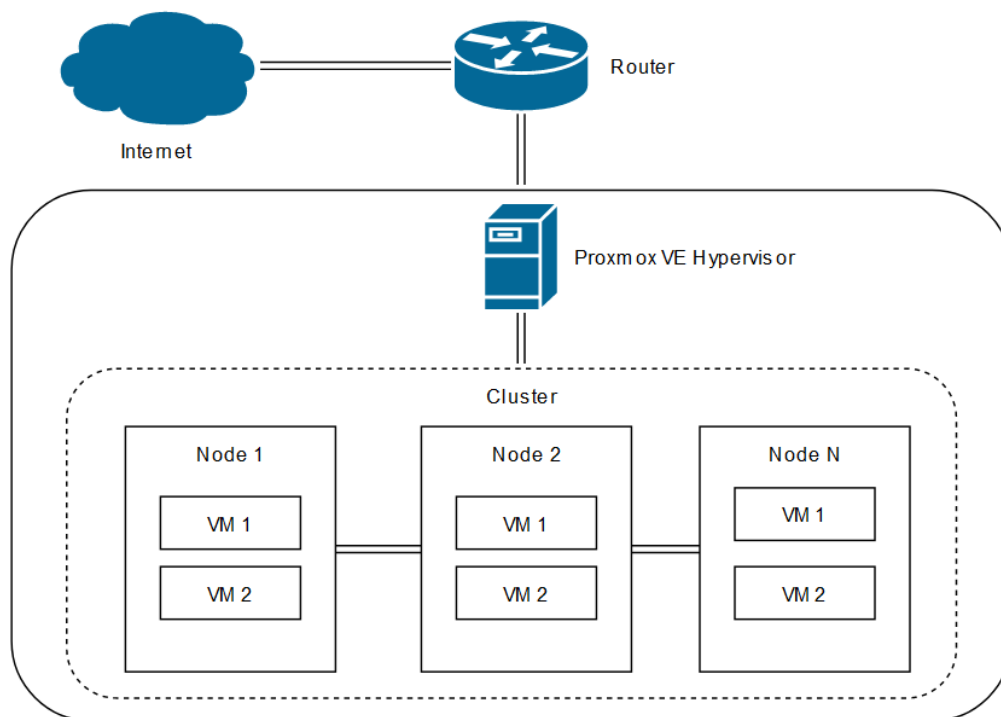 Router
Internet
Proxmox VE Hypervisor
Cluster
Node 1
Node 2
Node N
VM 1
VM 1
VM 1
VM 2
VM 2
VM 2